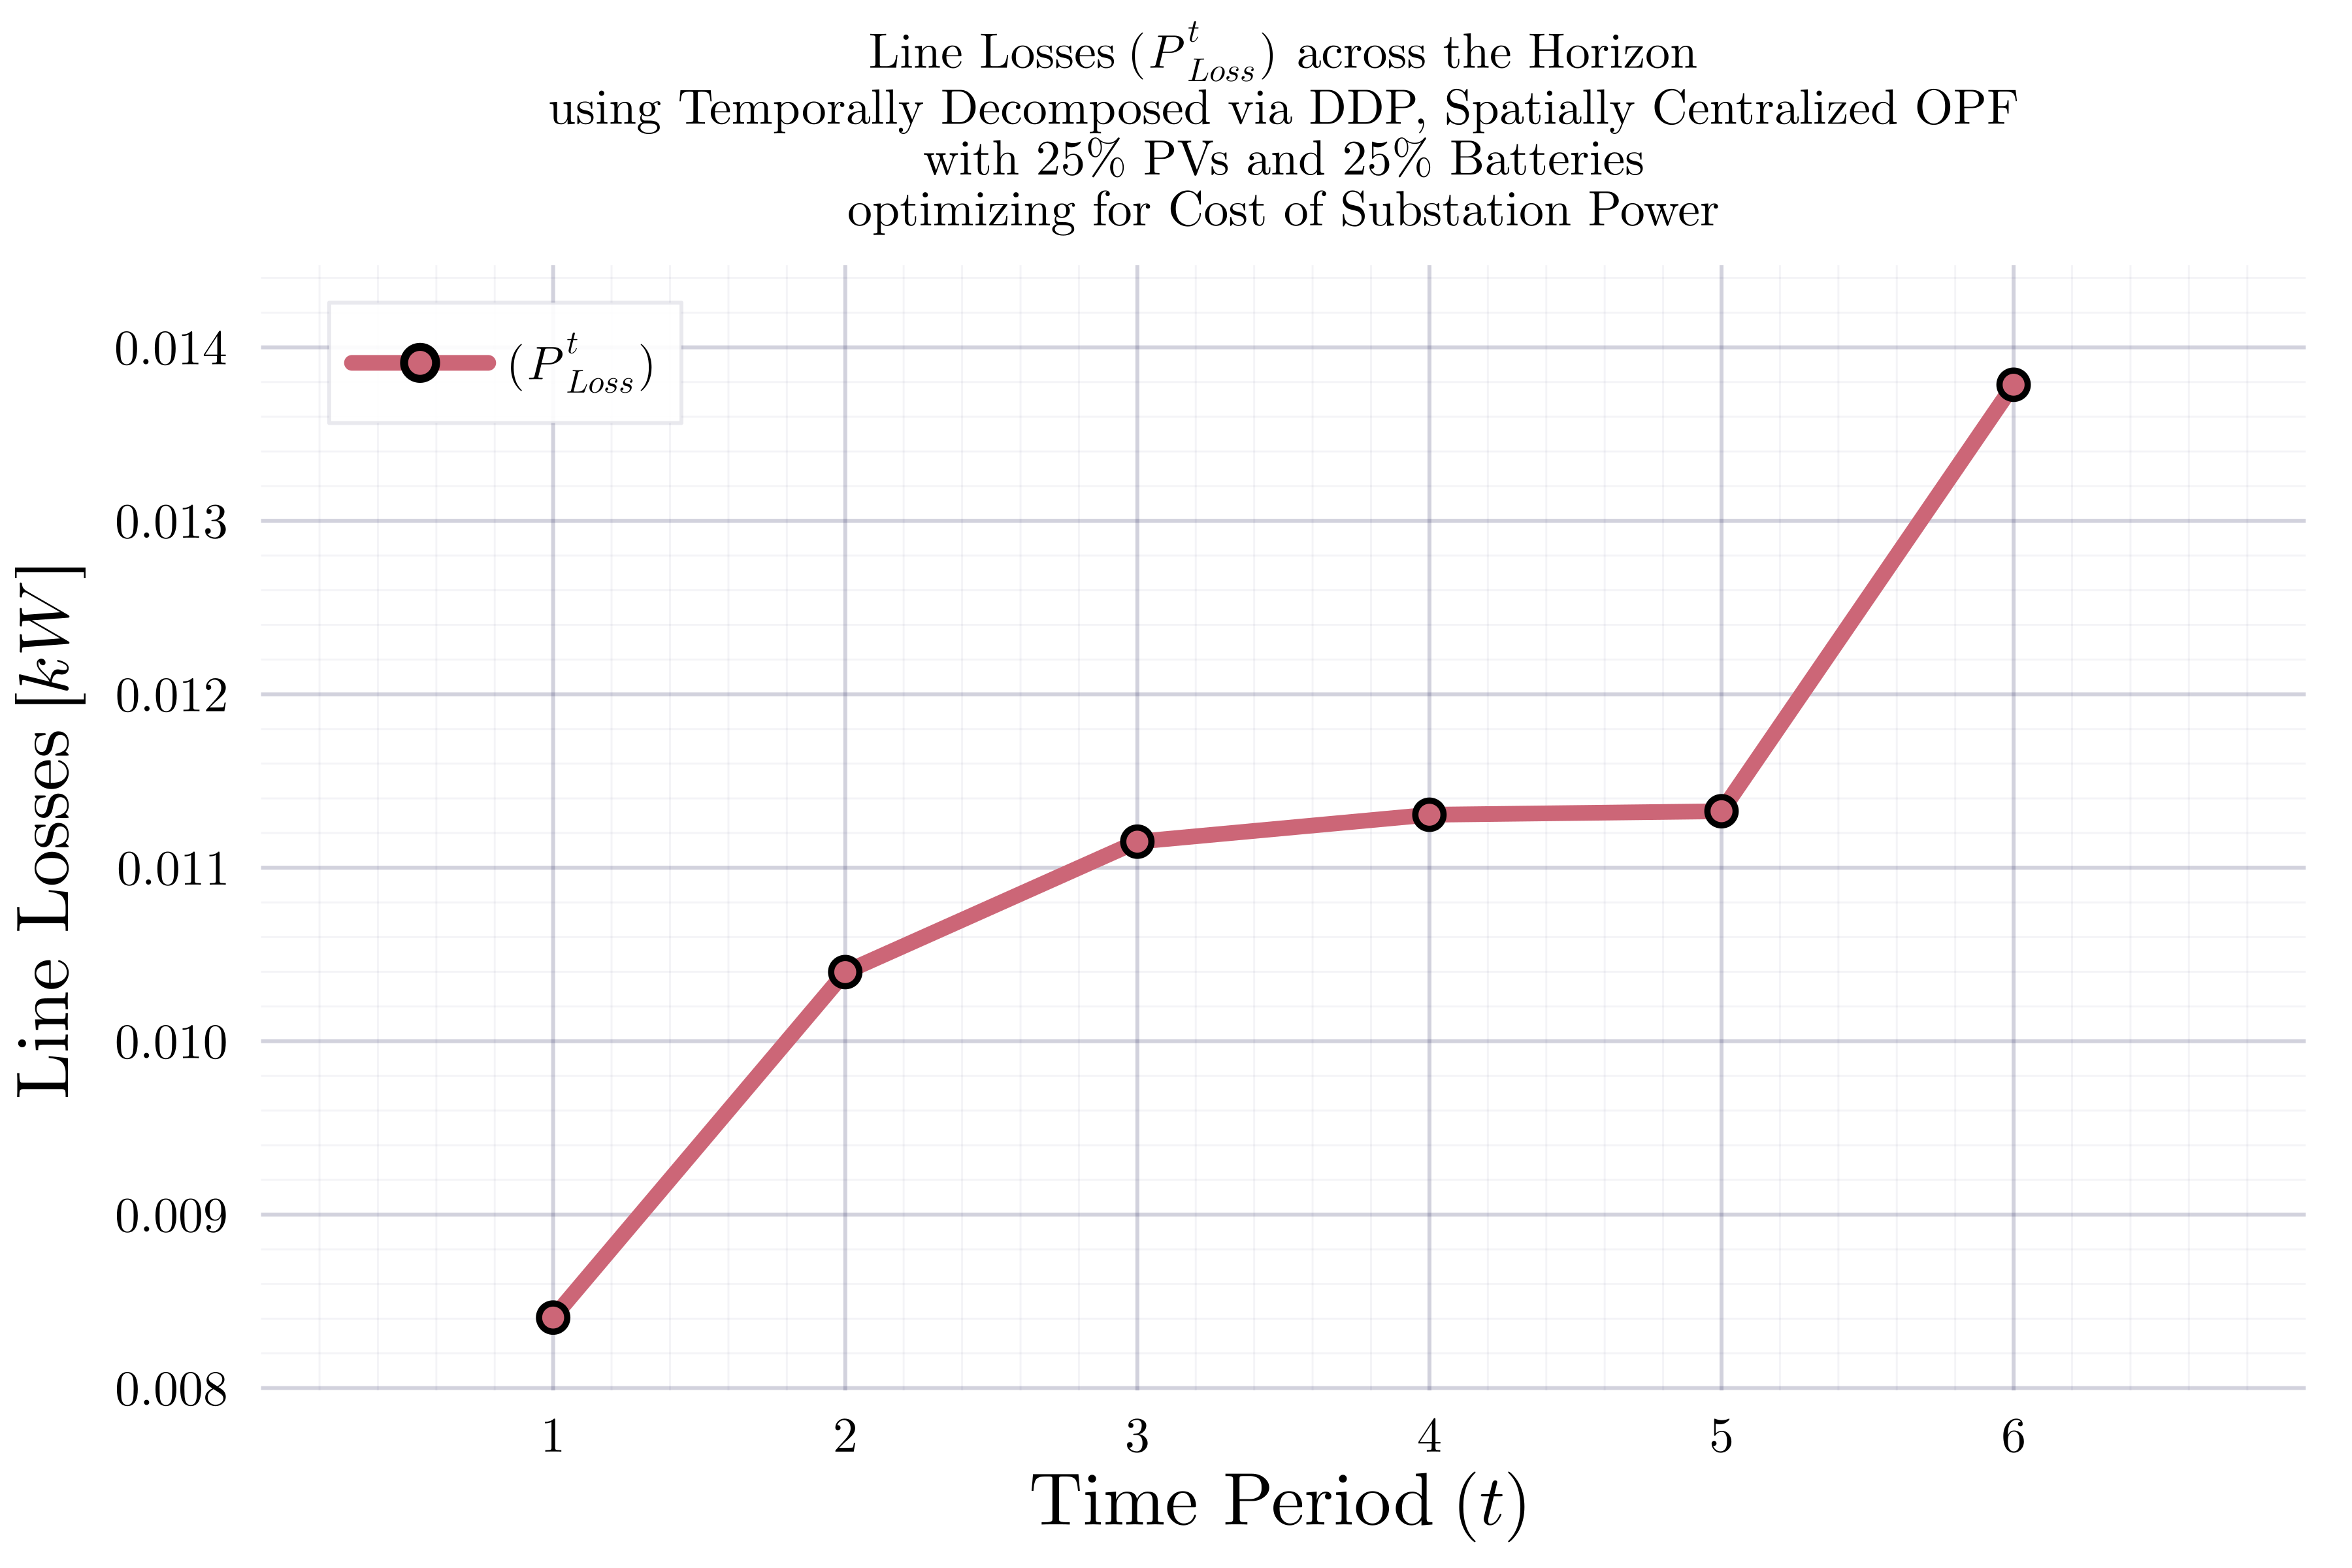 Line Losses (P^t_Loss) across the Horizon
using Temporally Decomposed via DDP, Spatially Centralized OPF
with 25% PVs and 25% Batteries
optimizing for Cost of Substation Power
(P^t_Loss)
0.014
0.013
0.012
0.011
0.010
0.009
0.008
Line Losses [kW]
1 2 3 4 5 6
Time Period (t)